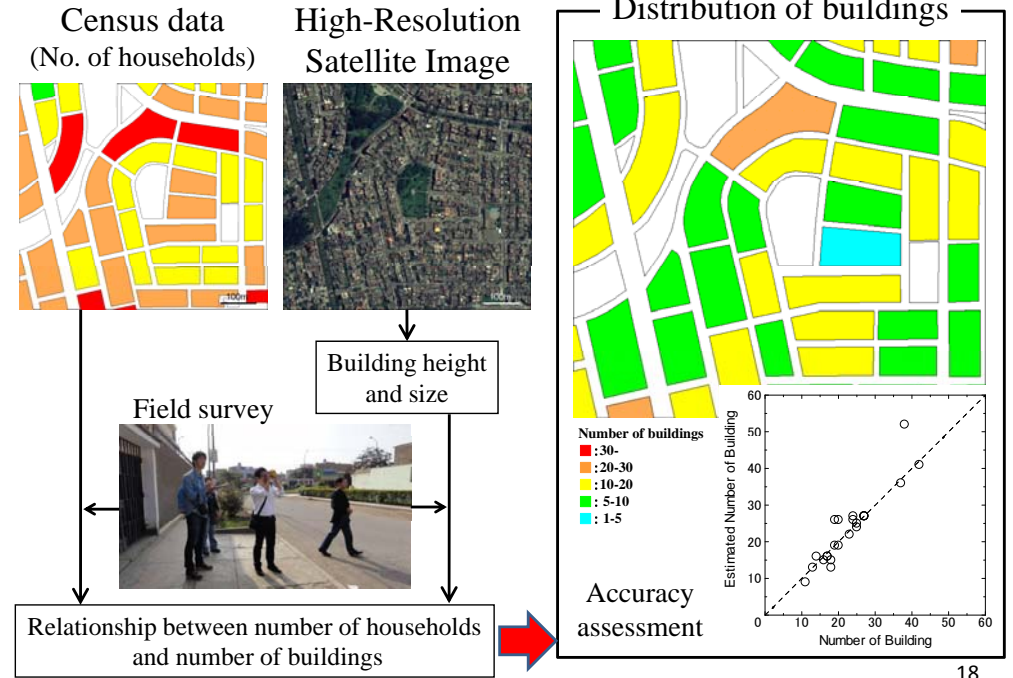 Census data
(No. of households)
High-Resolution
Satellite Image
Distribution of buildings
100m
100m
Building height
and size
Field survey
Number of buildings
:30-
:20-30
:10-20
: 5-10
: 1-5
Accuracy
assessment
Estimated Number of Building
60
50
40
30
20
10
0
0
10
20
30
40
50
60
Number of Building
Relationship between number of households
and number of buildings
18